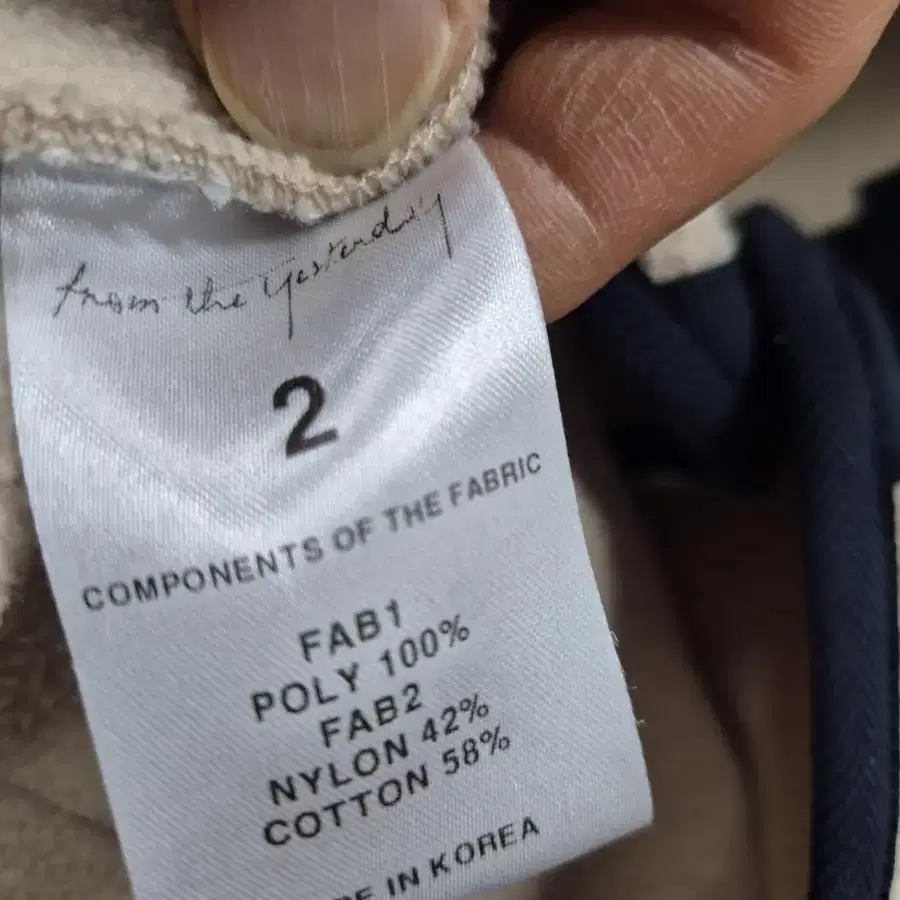 from the yesterday
2
COMPONENTS OF THE FABRIC
FAB1
POLY 100%
FAB2
NYLON 42%
COTTON 58%
IN KOREA